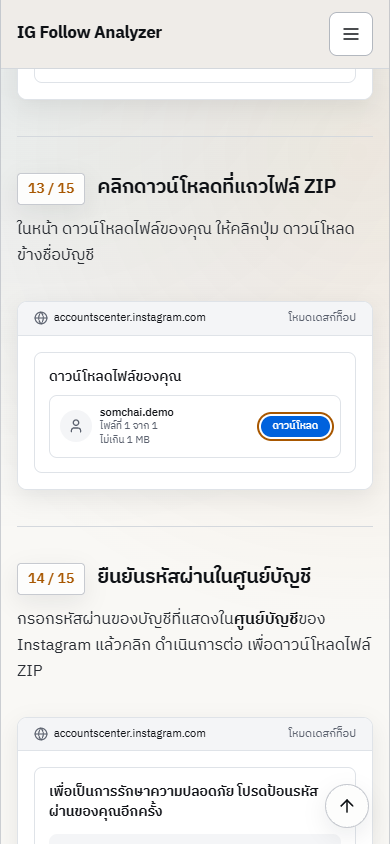 IG Follow Analyzer
13 / 15
คลิกดาวน์โหลดที่แถวไฟล์ ZIP
ในหน้า ดาวน์โหลดไฟล์ของคุณ ให้คลิกปุ่ม ดาวน์โหลด
ข้างชื่อบัญชี
accountscenter.instagram.com
โหมดเดสก์ท็อป
ดาวน์โหลดไฟล์ของคุณ
somchai.demo
ไฟล์ที่ 1 จาก 1
ไม่เกิน 1 MB
ดาวน์โหลด
14 / 15
ยืนยันรหัสผ่านในศูนย์บัญชี
กรอกรหัสผ่านของบัญชีที่แสดงในศูนย์บัญชีของ
Instagram แล้วคลิก ดำเนินการต่อ เพื่อดาวน์โหลดไฟล์
ZIP
accountscenter.instagram.com
โหมดเดสก์ท็อป
เพื่อเป็นการรักษาความปลอดภัย โปรดป้อนรหัส
ผ่านของคุณอีกครั้ง